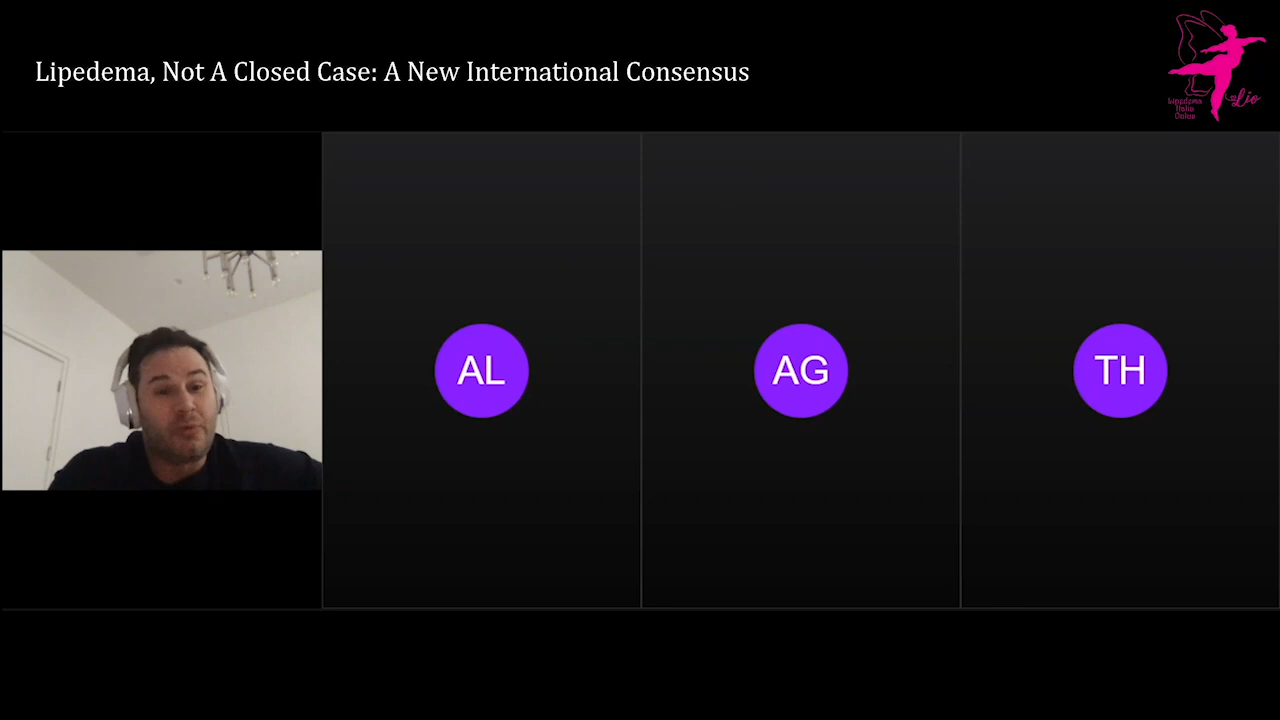 Lipedema, Not A Closed Case: A New International Consensus
Lipedema
Italia
Onlus
Lio
AL
AG
TH